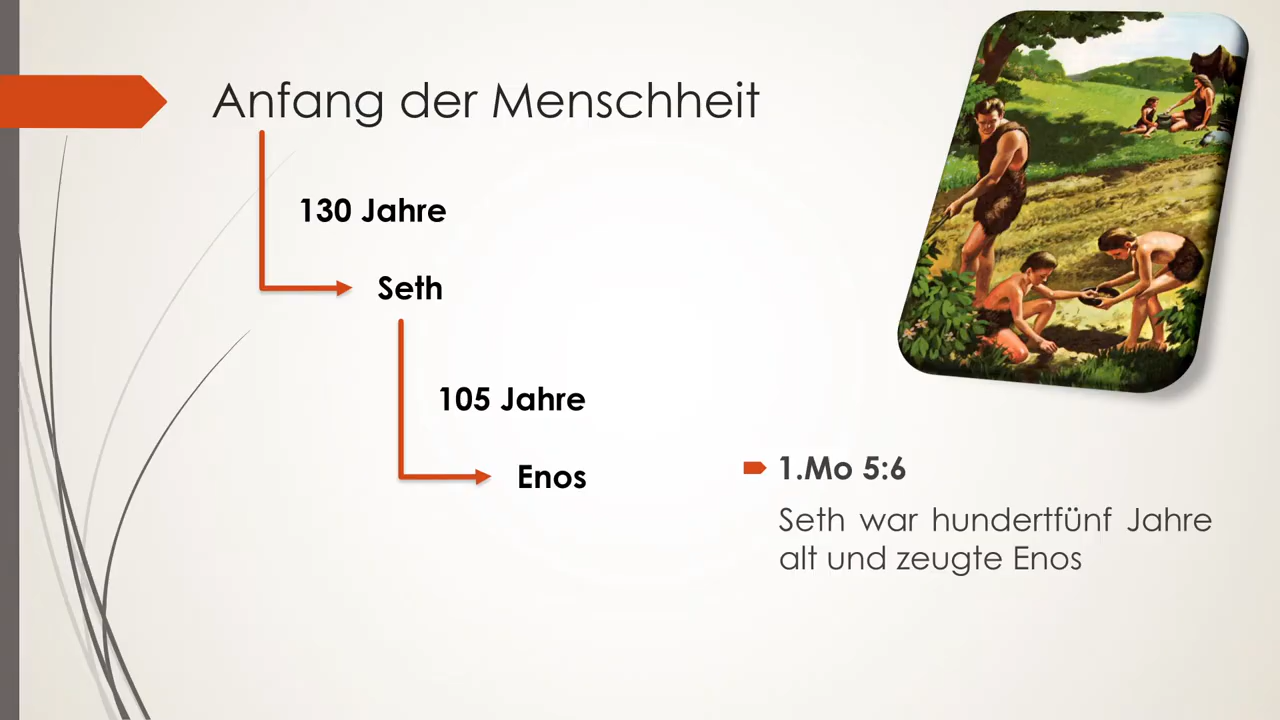 Anfang der Menschheit
130 Jahre
Seth
105 Jahre
Enos
1.Mo 5:6
Seth war hundertfünf Jahre
alt und zeugte Enos